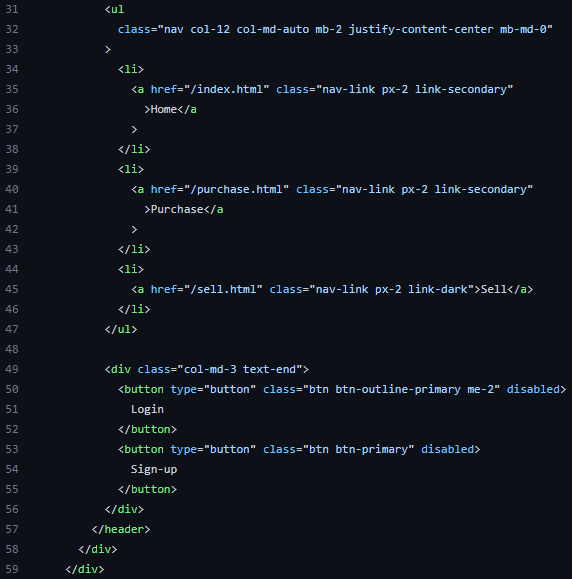 31 <ul
32 class="nav col-12 col-md-auto mb-2 justify-content-center mb-md-0"
33 >
34 <li>
35 <a href="/index.html" class="nav-link px-2 link-secondary"
36 >Home</a
37 >
38 </li>
39 <li>
40 <a href="/purchase.html" class="nav-link px-2 link-secondary"
41 >Purchase</a
42 >
43 </li>
44 <li>
45 <a href="/sell.html" class="nav-link px-2 link-dark">Sell</a>
46 </li>
47 </ul>
48
49 <div class="col-md-3 text-end">
50 <button type="button" class="btn btn-outline-primary me-2" disabled>
51 Login
52 </button>
53 <button type="button" class="btn btn-primary" disabled>
54 Sign-up
55 </button>
56 </div>
57 </header>
58 </div>
59 </div>